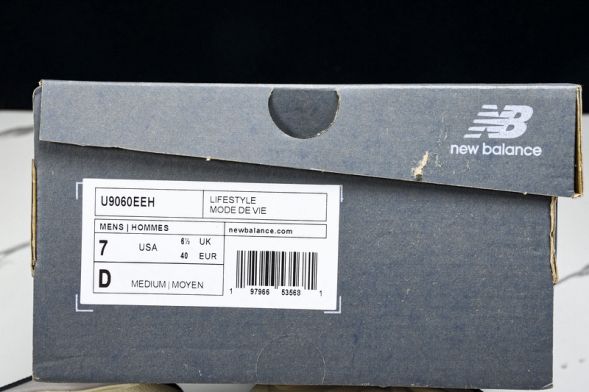 new balance
U9060EEH
LIFESTYLE
MODE DE VIE
MENS | HOMMES
newbalance.com
7 USA 6½ UK
40 EUR
D MEDIUM | MOYEN
1 97966 53568 1